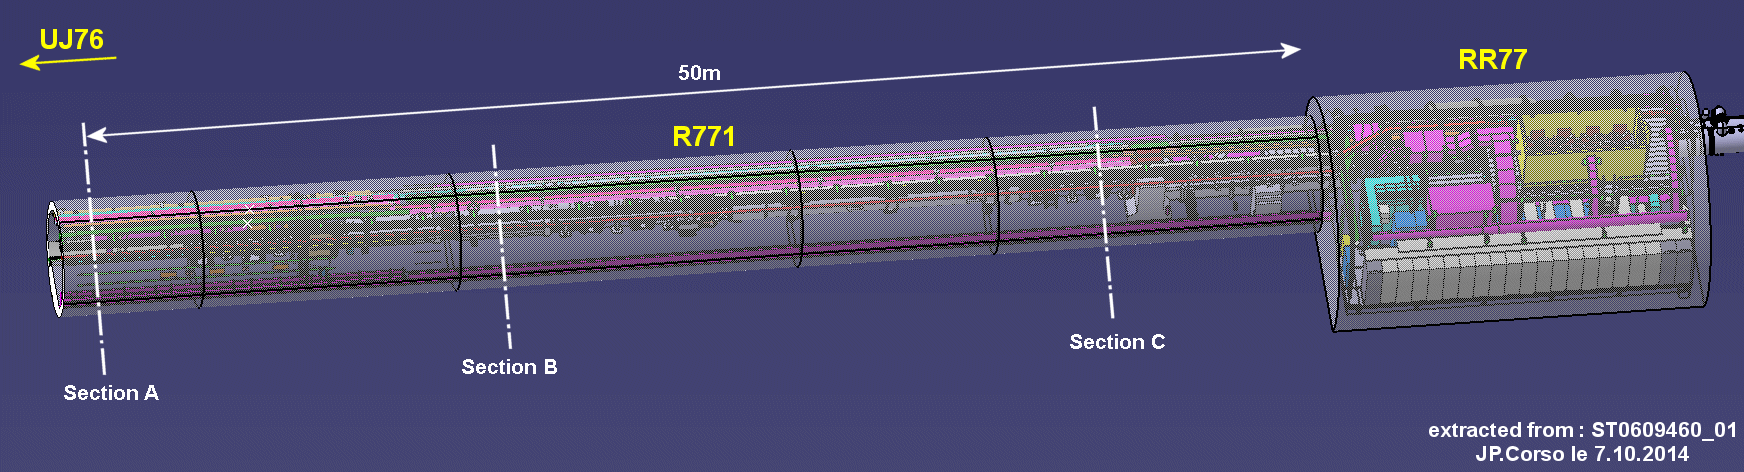 UJ76
50m
RR77
R771
Section A
Section B
Section C
extracted from : ST0609460_01
JP.Corso le 7.10.2014